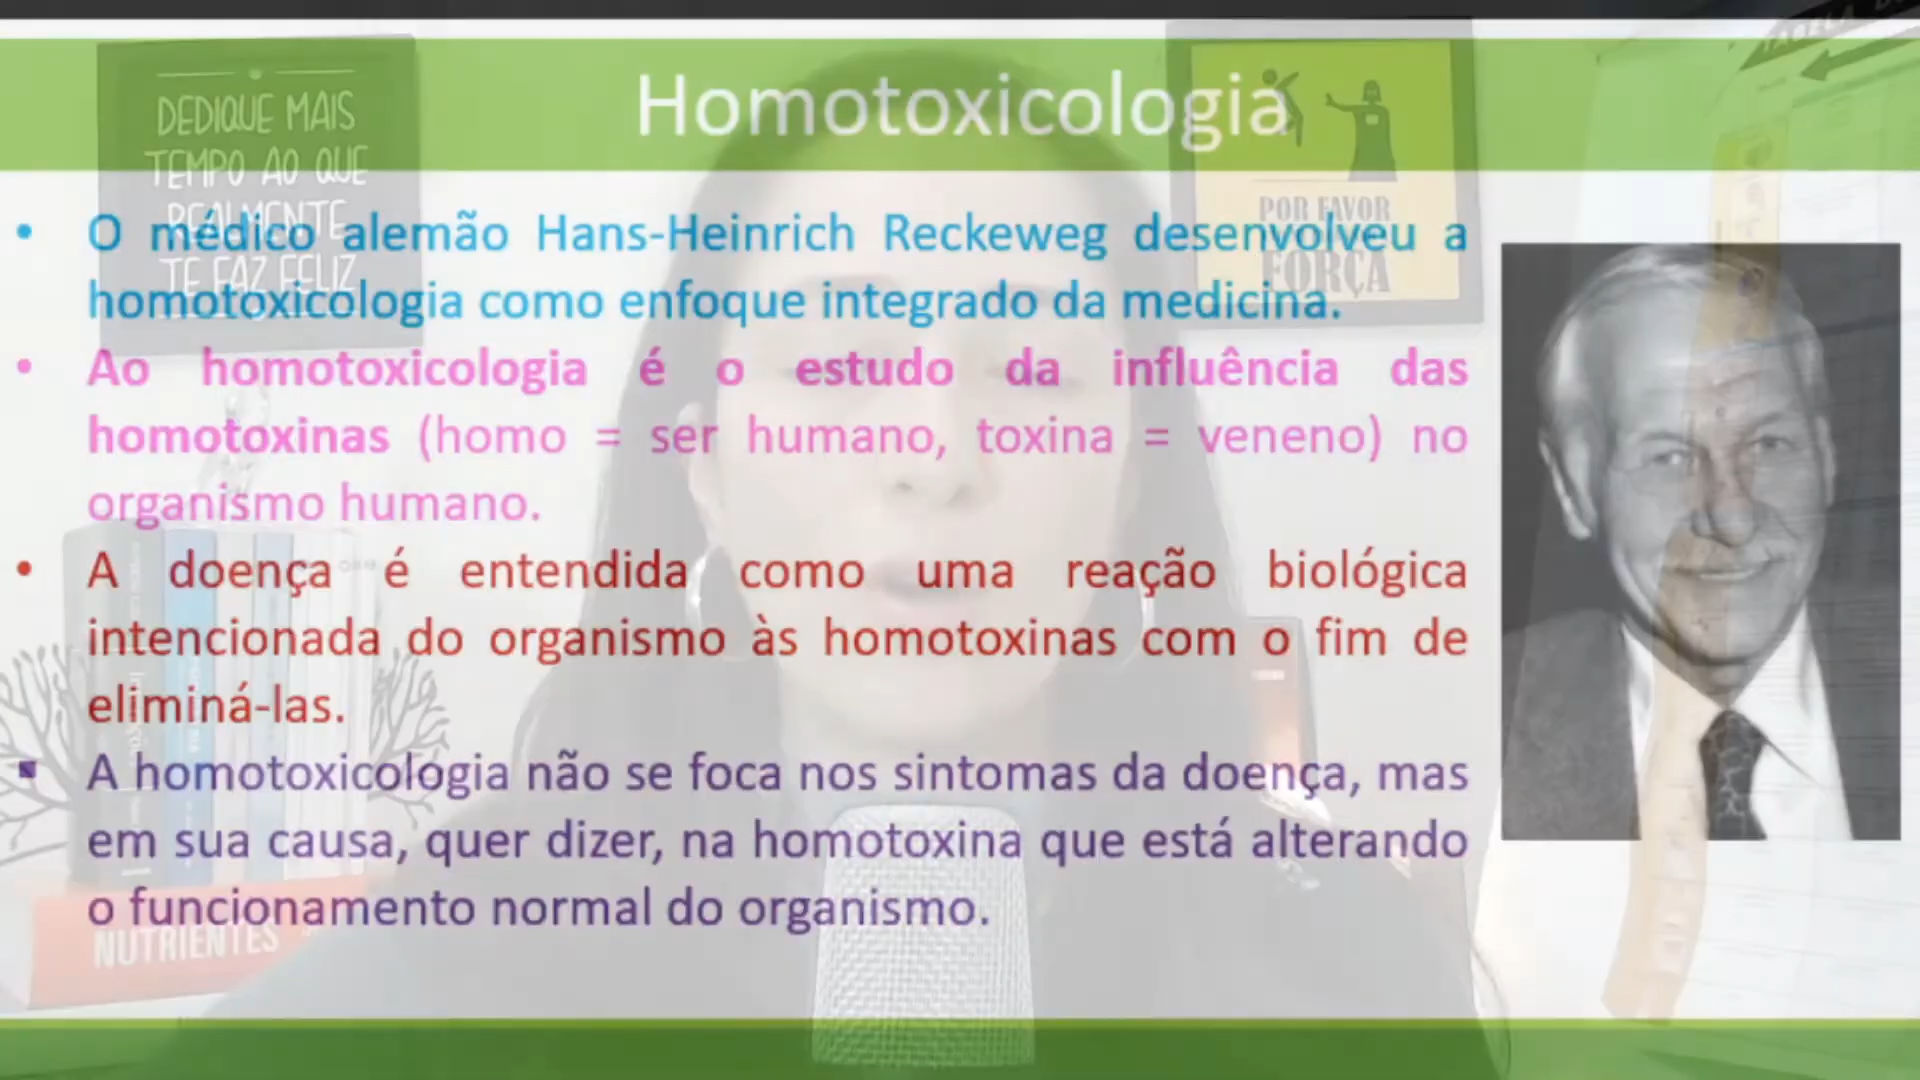 Homotoxicologia
DEDIQUE MAIS
TEMPO AO QUE
REALMENTE
TE FAZ FELIZ
POR FAVOR
FORÇA
• O médico alemão Hans-Heinrich Reckeweg desenvolveu a
homotoxicologia como enfoque integrado da medicina.
• Ao homotoxicologia é o estudo da influência das
homotoxinas (homo = ser humano, toxina = veneno) no
organismo humano.
• A doença é entendida como uma reação biológica
intencionada do organismo às homotoxinas com o fim de
eliminá-las.
▪ A homotoxicologia não se foca nos sintomas da doença, mas
em sua causa, quer dizer, na homotoxina que está alterando
o funcionamento normal do organismo.
NUTRIENTES